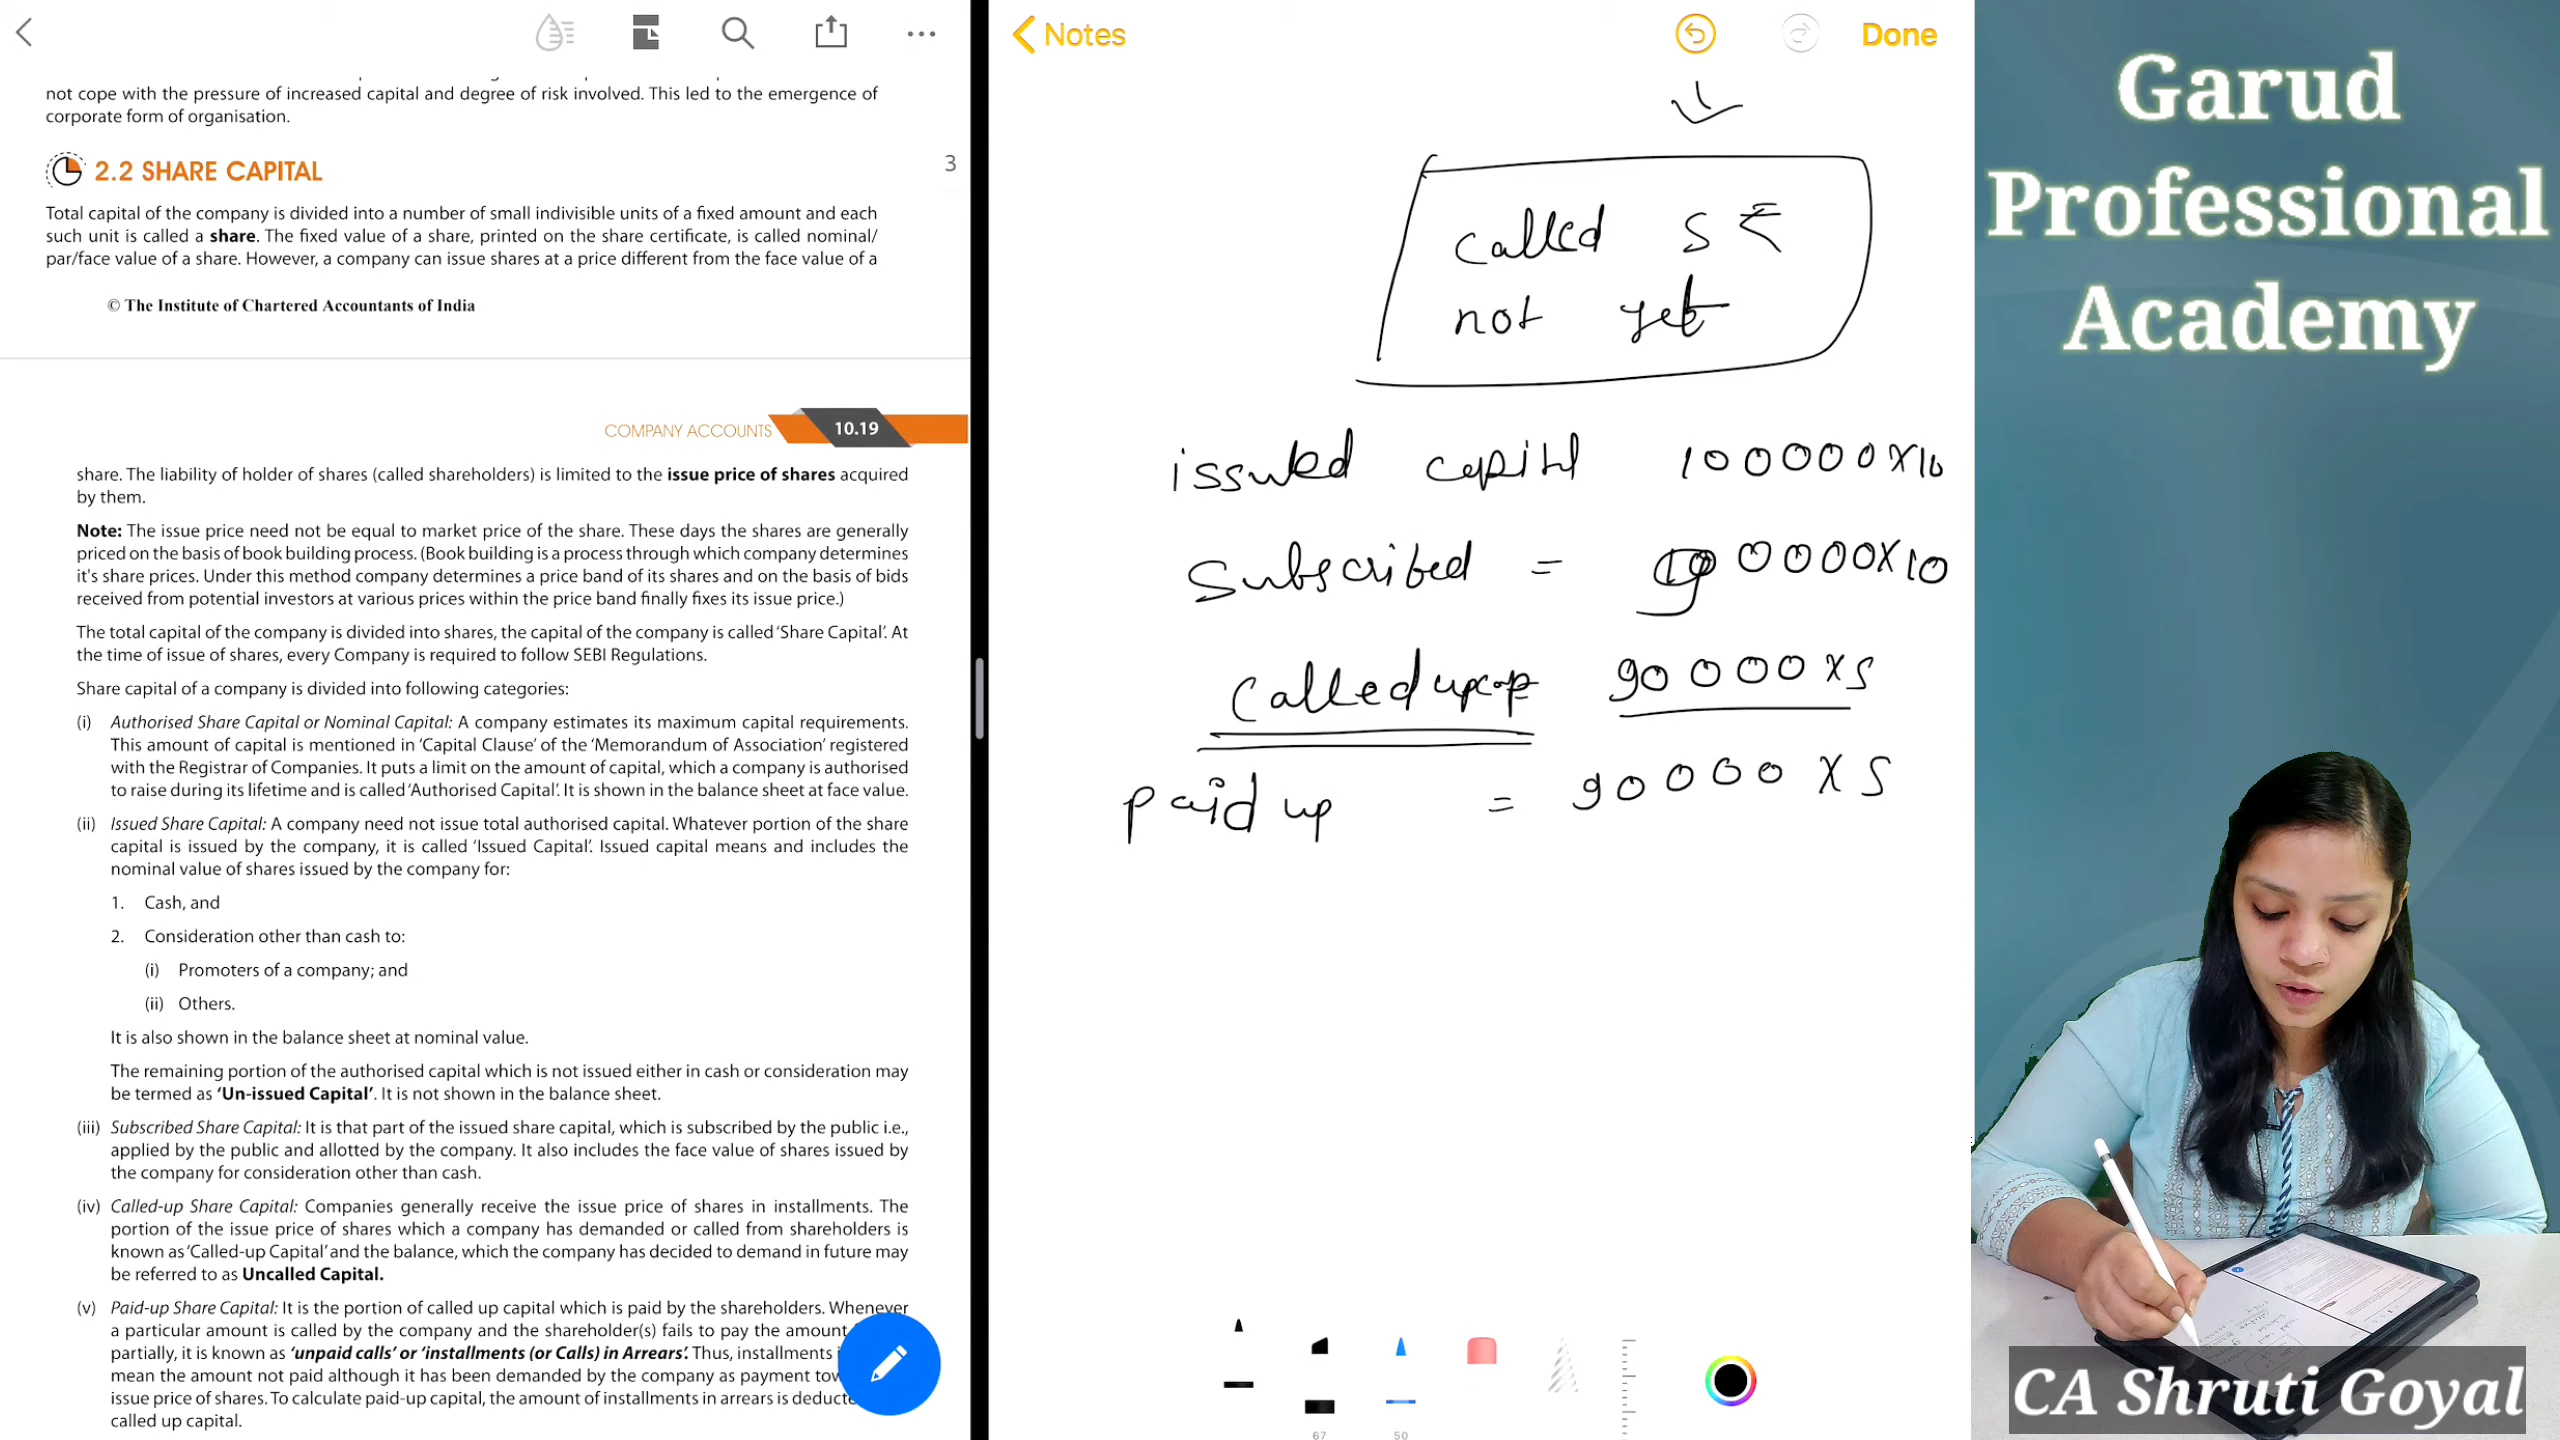 not cope with the pressure of increased capital and degree of risk involved. This led to the emergence of
corporate form of organisation.
2.2 SHARE CAPITAL
3
Total capital of the company is divided into a number of small indivisible units of a fixed amount and each
such unit is called a share. The fixed value of a share, printed on the share certificate, is called nominal/
par/face value of a share. However, a company can issue shares at a price different from the face value of a
© The Institute of Chartered Accountants of India
COMPANY ACCOUNTS 10.19
share. The liability of holder of shares (called shareholders) is limited to the issue price of shares acquired
by them.
Note: The issue price need not be equal to market price of the share. These days the shares are generally
priced on the basis of book building process. (Book building is a process through which company determines
it's share prices. Under this method company determines a price band of its shares and on the basis of bids
received from potential investors at various prices within the price band finally fixes its issue price.)
The total capital of the company is divided into shares, the capital of the company is called 'Share Capital'. At
the time of issue of shares, every Company is required to follow SEBI Regulations.
Share capital of a company is divided into following categories:
(i) Authorised Share Capital or Nominal Capital: A company estimates its maximum capital requirements.
This amount of capital is mentioned in 'Capital Clause' of the 'Memorandum of Association' registered
with the Registrar of Companies. It puts a limit on the amount of capital, which a company is authorised
to raise during its lifetime and is called 'Authorised Capital'. It is shown in the balance sheet at face value.
(ii) Issued Share Capital: A company need not issue total authorised capital. Whatever portion of the share
capital is issued by the company, it is called 'Issued Capital'. Issued capital means and includes the
nominal value of shares issued by the company for:
1. Cash, and
2. Consideration other than cash to:
(i) Promoters of a company; and
(ii) Others.
It is also shown in the balance sheet at nominal value.
The remaining portion of the authorised capital which is not issued either in cash or consideration may
be termed as 'Un-issued Capital'. It is not shown in the balance sheet.
(iii) Subscribed Share Capital: It is that part of the issued share capital, which is subscribed by the public i.e.,
applied by the public and allotted by the company. It also includes the face value of shares issued by
the company for consideration other than cash.
(iv) Called-up Share Capital: Companies generally receive the issue price of shares in installments. The
portion of the issue price of shares which a company has demanded or called from shareholders is
known as 'Called-up Capital' and the balance, which the company has decided to demand in future may
be referred to as Uncalled Capital.
(v) Paid-up Share Capital: It is the portion of called up capital which is paid by the shareholders. Whenever
a particular amount is called by the company and the shareholder(s) fails to pay the amount
partially, it is known as 'unpaid calls' or 'installments (or Calls) in Arrears'. Thus, installments
mean the amount not paid although it has been demanded by the company as payment
issue price of shares. To calculate paid-up capital, the amount of installments in arrears is
called up capital.
Notes
Done
called 5 ₹
not yet
issued capital 100000X10
Subscribed = 0000X10
Called up 90000X5
paid up = 90000X5
67 50
Garud
Professional
Academy
CA Shruti Goyal